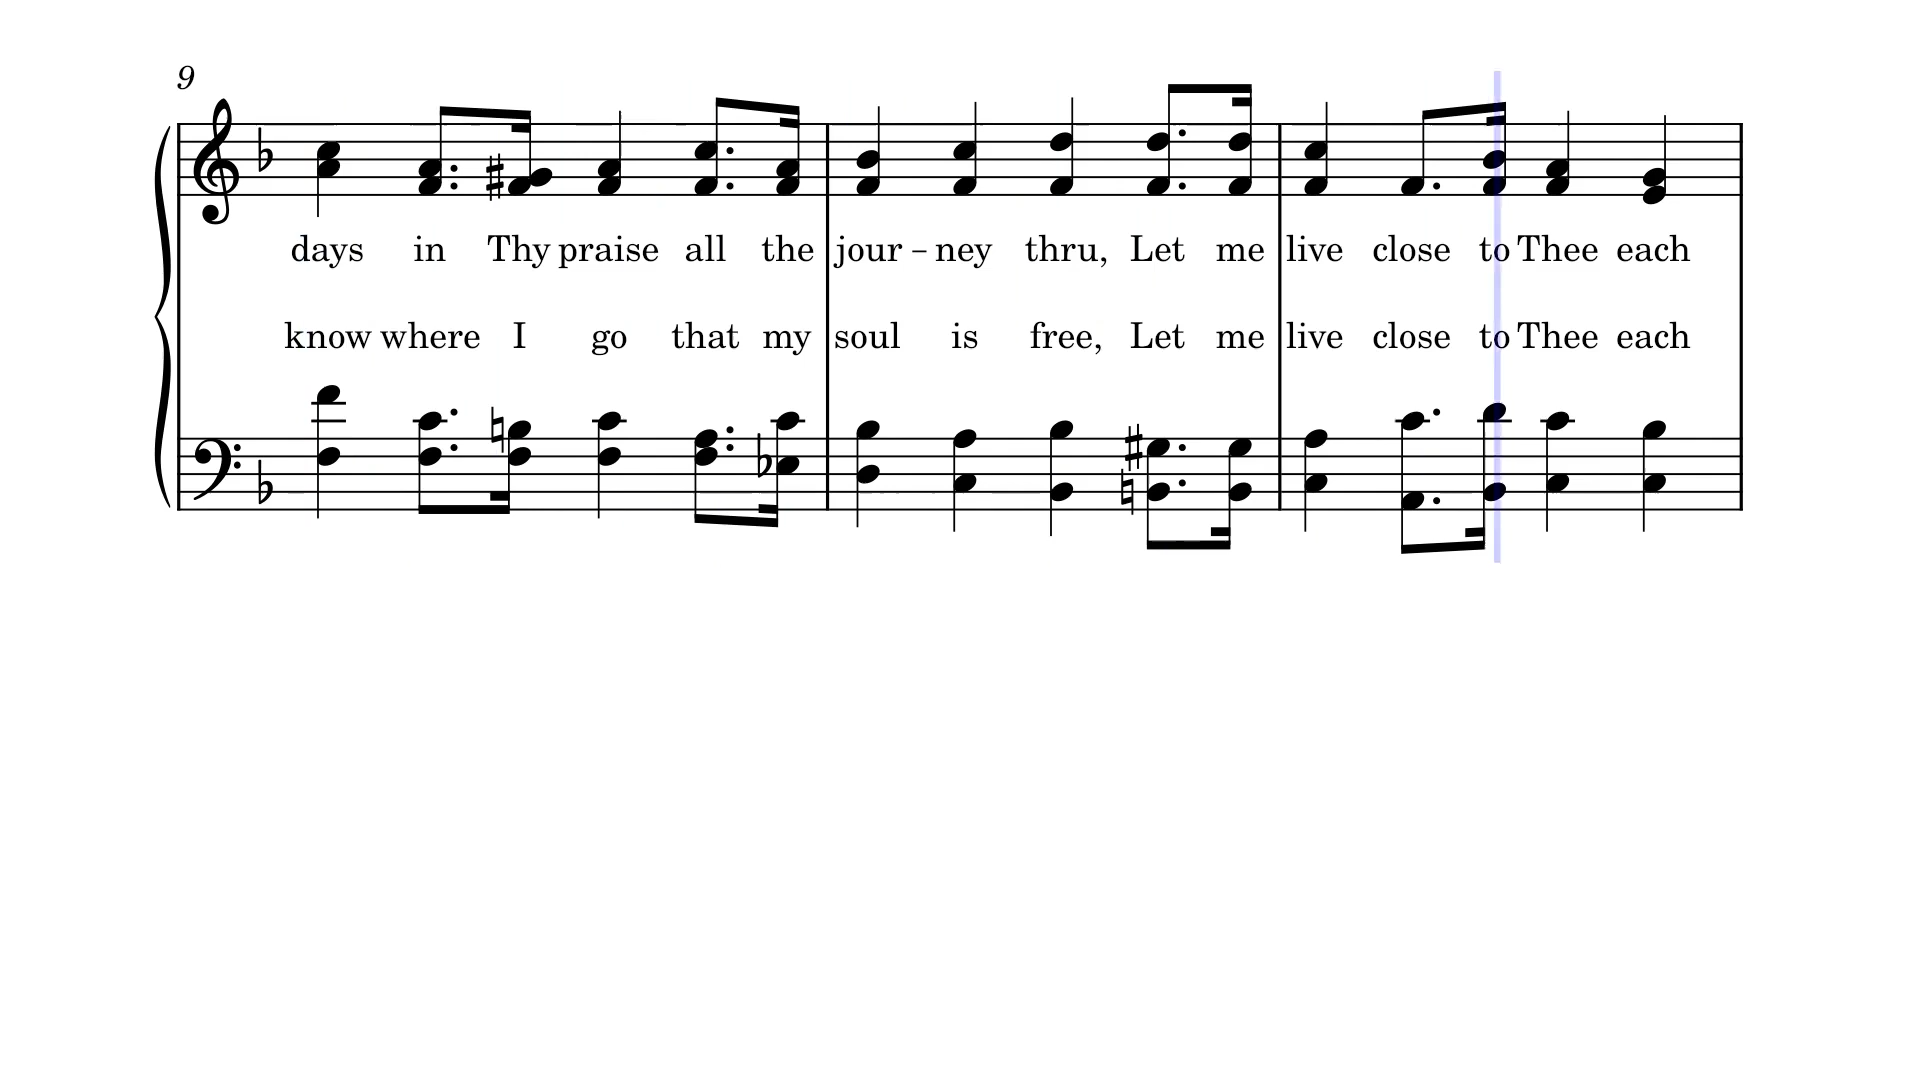 9
days in Thy praise all the jour – ney thru, Let me live close to Thee each
know where I go that my soul is free, Let me live close to Thee each